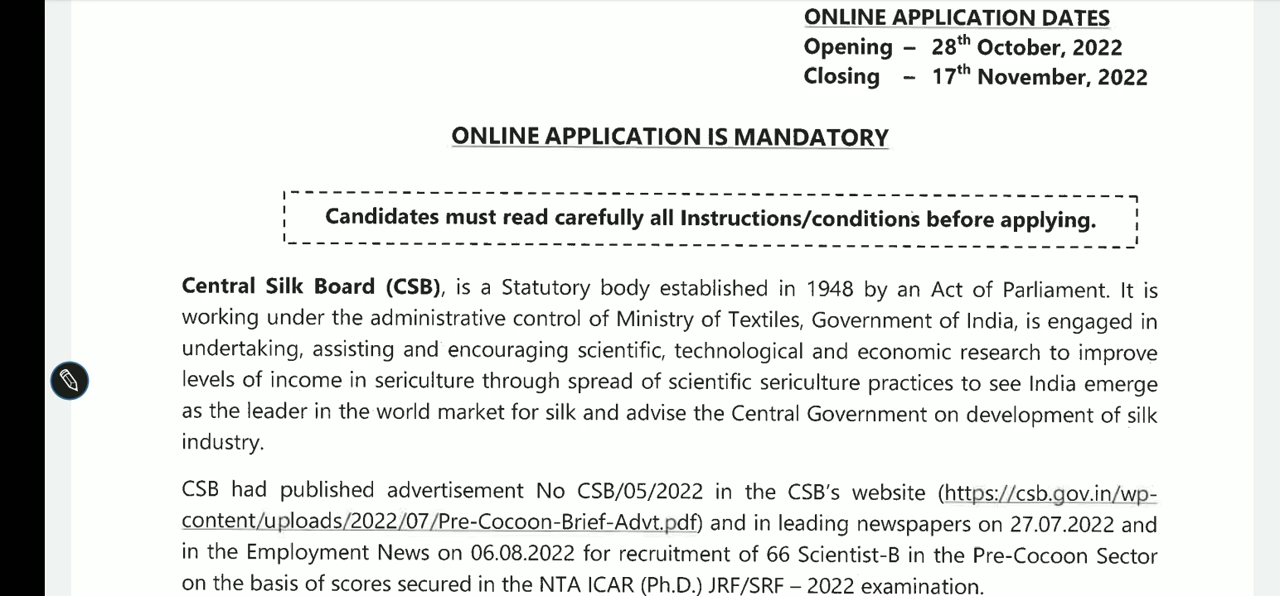 ONLINE APPLICATION DATES
Opening – 28th October, 2022
Closing – 17th November, 2022
ONLINE APPLICATION IS MANDATORY
Candidates must read carefully all Instructions/conditions before applying.
Central Silk Board (CSB), is a Statutory body established in 1948 by an Act of Parliament. It is
working under the administrative control of Ministry of Textiles, Government of India, is engaged in
undertaking, assisting and encouraging scientific, technological and economic research to improve
levels of income in sericulture through spread of scientific sericulture practices to see India emerge
as the leader in the world market for silk and advise the Central Government on development of silk
industry.
CSB had published advertisement No CSB/05/2022 in the CSB's website (https://csb.gov.in/wp-
content/uploads/2022/07/Pre-Cocoon-Brief-Advt.pdf) and in leading newspapers on 27.07.2022 and
in the Employment News on 06.08.2022 for recruitment of 66 Scientist-B in the Pre-Cocoon Sector
on the basis of scores secured in the NTA ICAR (Ph.D.) JRF/SRF – 2022 examination.